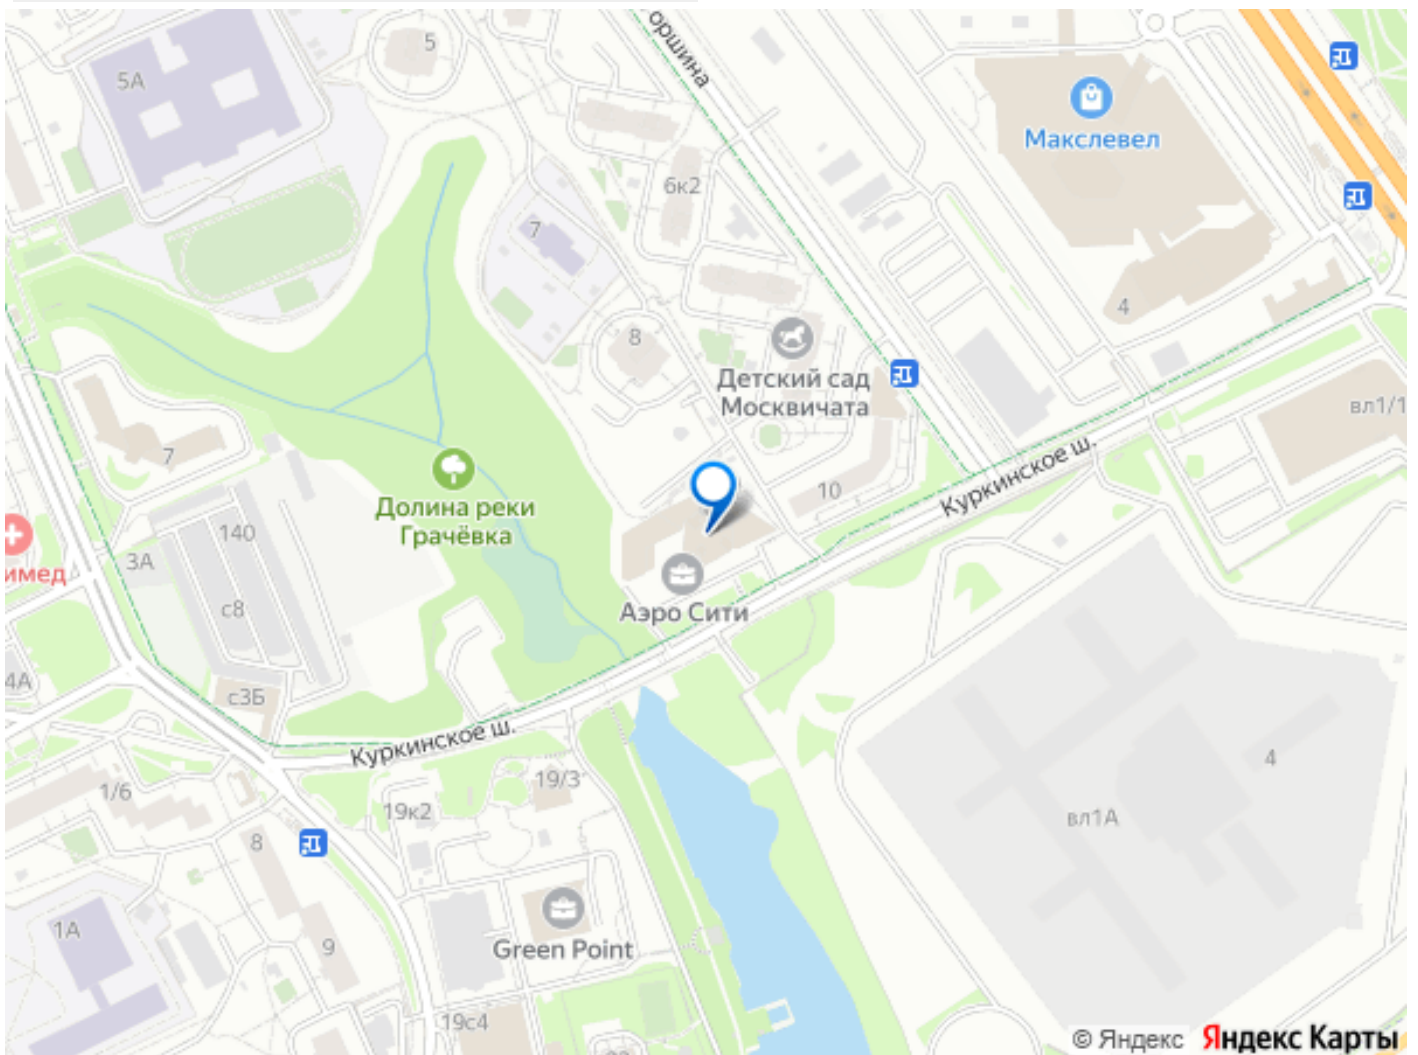 5
оршина
5А
Макслевел
6к2
7
4
8
Детский сад
Москвичата
вл1/1
Куркинское ш.
7
10
Долина реки
Грачёвка
140
3А
имед
с8
Аэро Сити
4А
с3Б
Куркинское ш.
4
1/6
19/3
19к2
вл1А
8
1А
9
Green Point
19с4
© Яндекс
Яндекс Карты